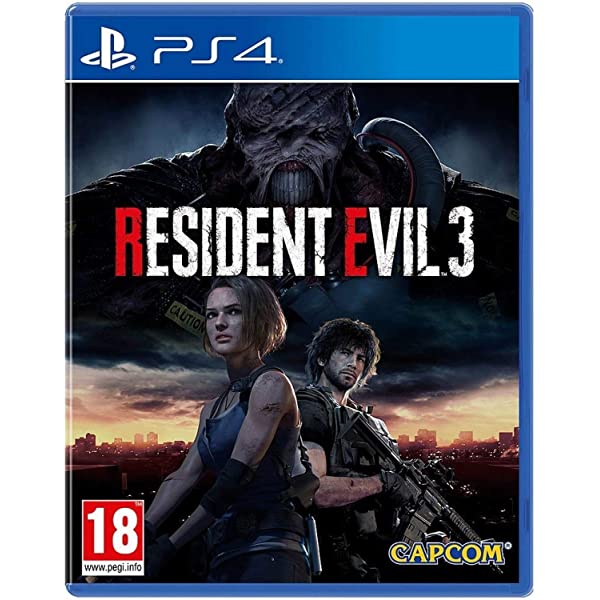 PS4
RESIDENT EVIL 3
CAUTION
18
www.pegi.info
CAPCOM